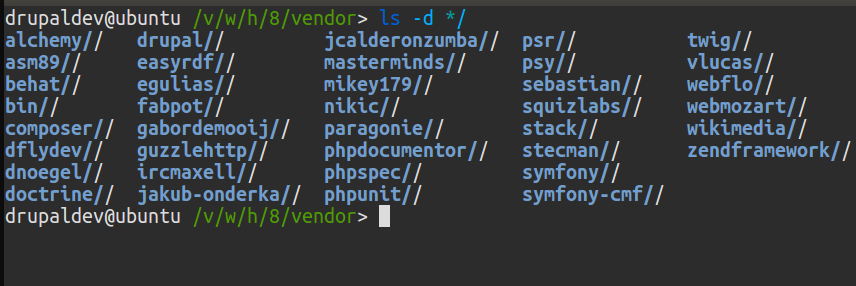 drupaldev@ubuntu /v/w/h/8/vendor> ls -d */
alchemy// drupal// jcalderonzumba// psr// twig//
asm89// easyrdf// masterminds// psy// vlucas//
behat// egulias// mikey179// sebastian// webflo//
bin// fabpot// nikic// squizlabs// webmozart//
composer// gabordemooij// paragonie// stack// wikimedia//
dflydev// guzzlehttp// phpdocumentor// stecman// zendframework//
dnoegel// ircmaxell// phpspec// symfony//
doctrine// jakub-onderka// phpunit// symfony-cmf//
drupaldev@ubuntu /v/w/h/8/vendor>